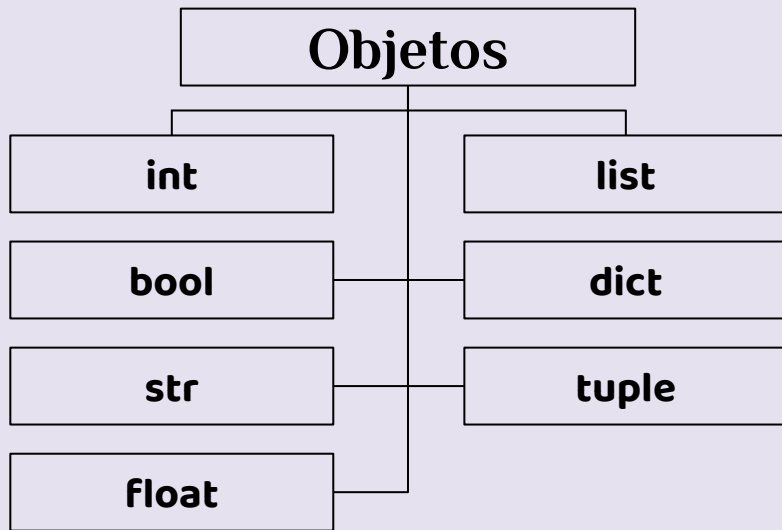 Objetos
int
list
bool
dict
str
tuple
float